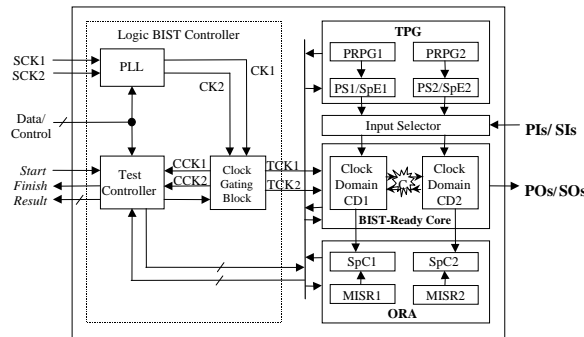 Logic BIST Controller
TPG
SCK1
SCK2
PLL
CK1
CK2
PRPG1
PRPG2
PS1/SpE1
PS2/SpE2
Data/
Control
Input Selector
PIs/SIs
Start
Finish
Result
Test
Controller
CCK1
CCK2
Clock
Gating
Block
TCK1
TCK2
Clock
Domain
CD1
C
Clock
Domain
CD2
BIST-Ready Core
POs/SOs
SpC1
SpC2
MISR1
MISR2
ORA